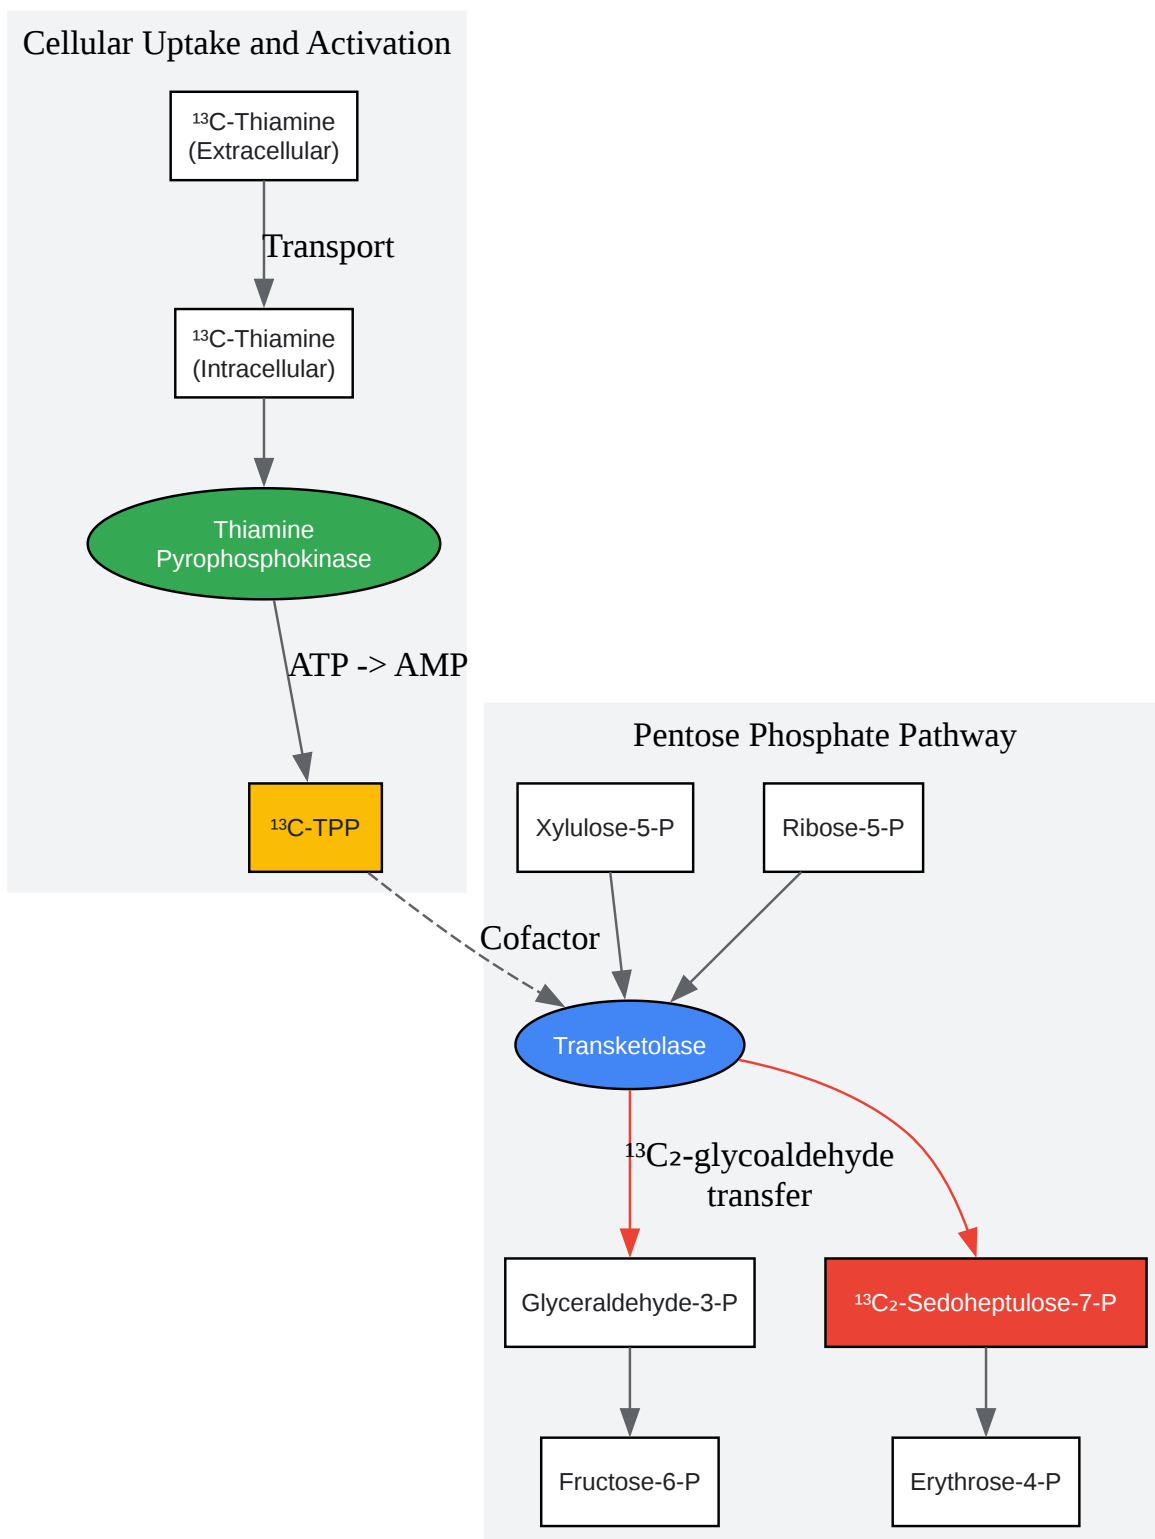 Cellular Uptake and Activation
¹³C-Thiamine
(Extracellular)
Transport
¹³C-Thiamine
(Intracellular)
Thiamine
Pyrophosphokinase
ATP -> AMP
¹³C-TPP
Pentose Phosphate Pathway
Xylulose-5-P
Ribose-5-P
Cofactor
Transketolase
¹³C₂-glycoaldehyde
transfer
Glyceraldehyde-3-P
¹³C₂-Sedoheptulose-7-P
Fructose-6-P
Erythrose-4-P